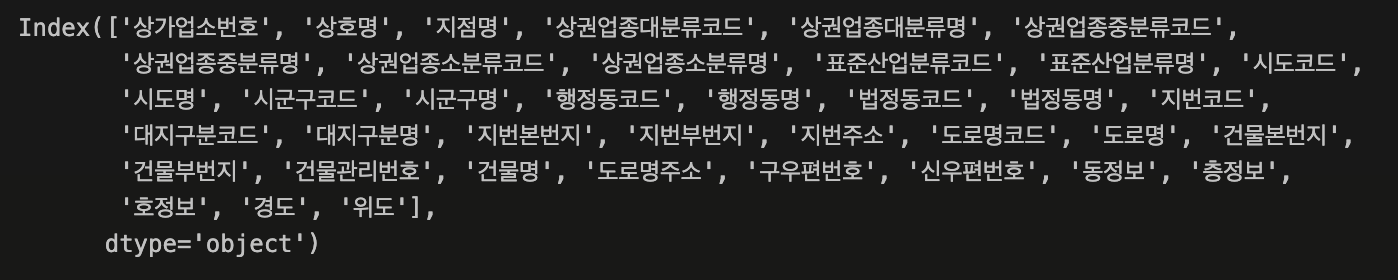 Index(['상가업소번호', '상호명', '지점명', '상권업종대분류코드', '상권업종대분류명', '상권업종중분류코드',
'상권업종중분류명', '상권업종소분류코드', '상권업종소분류명', '표준산업분류코드', '표준산업분류명', '시도코드',
'시도명', '시군구코드', '시군구명', '행정동코드', '행정동명', '법정동코드', '법정동명', '지번코드',
'대지구분코드', '대지구분명', '지번본번지', '지번부번지', '지번주소', '도로명코드', '도로명', '건물본번지',
'건물부번지', '건물관리번호', '건물명', '도로명주소', '구우편번호', '신우편번호', '동정보', '층정보',
'호정보', '경도', '위도'],
dtype='object')